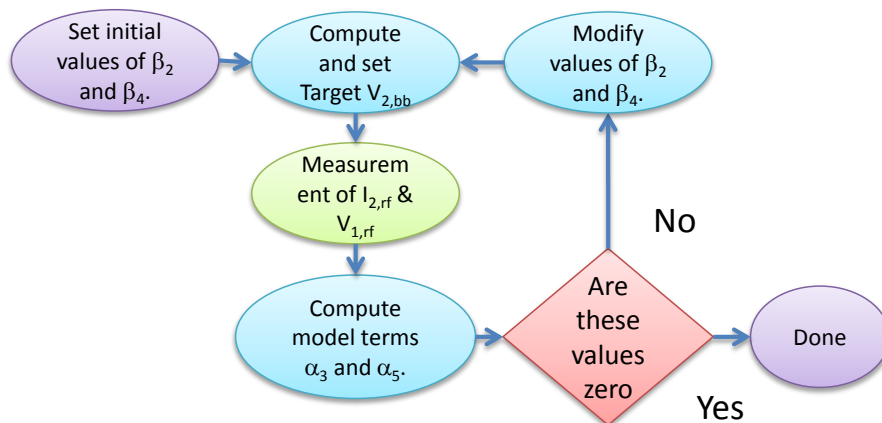 Set initial
values of β₂
and β₄.
Compute
and set
Target V₂,bb
Modify
values of β₂
and β₄.
Measurem
ent of I₂,rf &
V₁,rf
Compute
model terms
α₃ and α₅.
Are
these
values
zero
No
Yes
Done